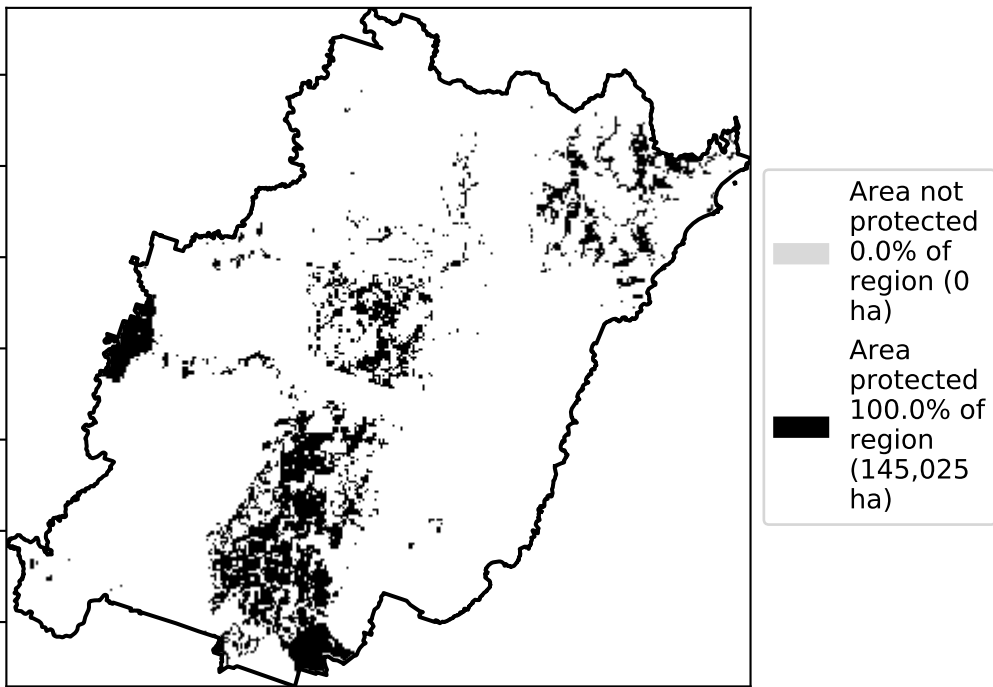 Area not
protected
0.0% of
region (0
ha)
Area
protected
100.0% of
region
(145,025
ha)